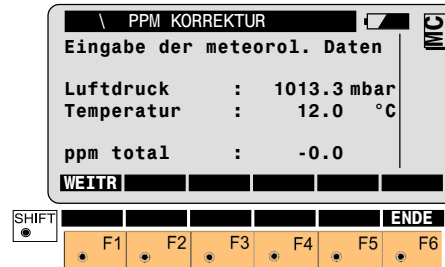 \ PPM KORREKTUR
MC
Eingabe der meteorol. Daten
Luftdruck : 1013.3 mbar
Temperatur : 12.0 °C
ppm total : -0.0
WEITR
SHIFT ENDE
F1 F2 F3 F4 F5 F6